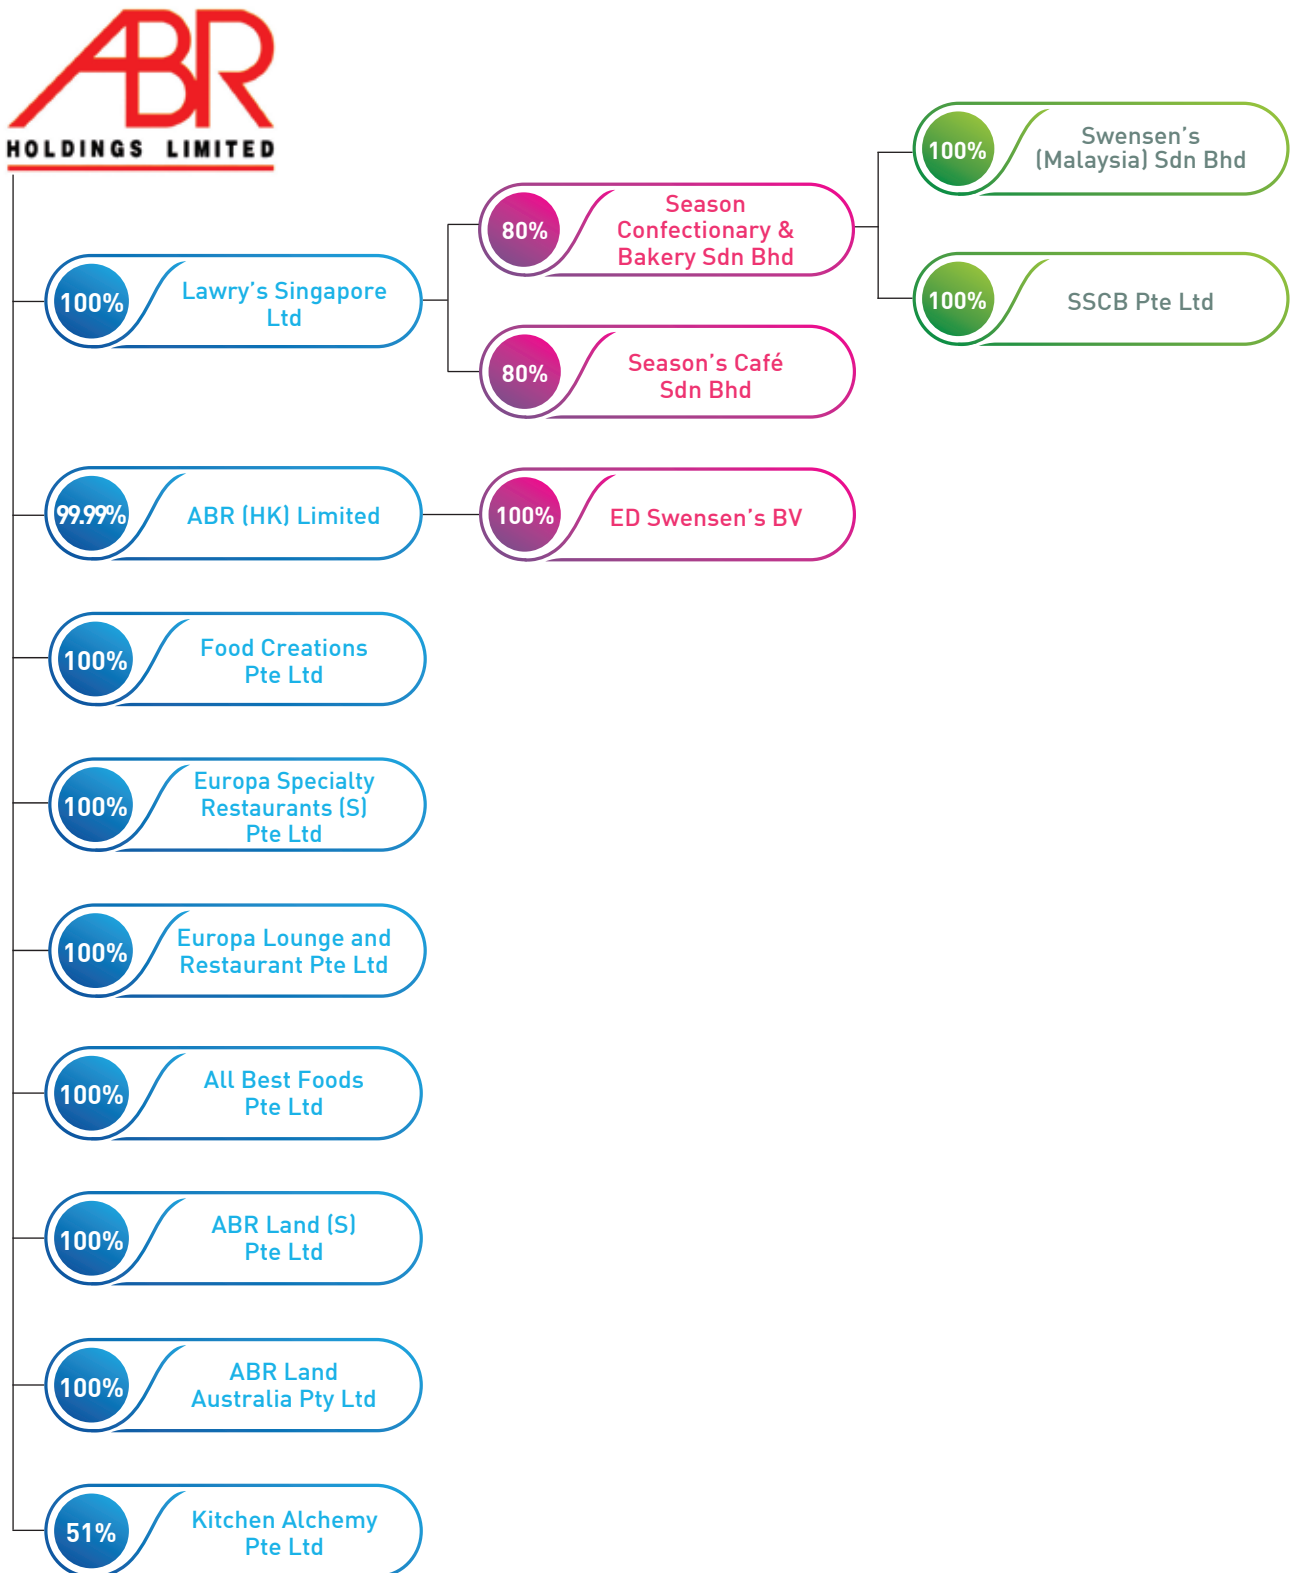 ABR
HOLDINGS LIMITED
100%
Lawry's Singapore
Ltd
80%
Season
Confectionary &
Bakery Sdn Bhd
100%
Swensen's
(Malaysia) Sdn Bhd
100%
SSCB Pte Ltd
80%
Season's Café
Sdn Bhd
99.99%
ABR (HK) Limited
100%
ED Swensen's BV
100%
Food Creations
Pte Ltd
100%
Europa Specialty
Restaurants (S)
Pte Ltd
100%
Europa Lounge and
Restaurant Pte Ltd
100%
All Best Foods
Pte Ltd
100%
ABR Land (S)
Pte Ltd
100%
ABR Land
Australia Pty Ltd
51%
Kitchen Alchemy
Pte Ltd